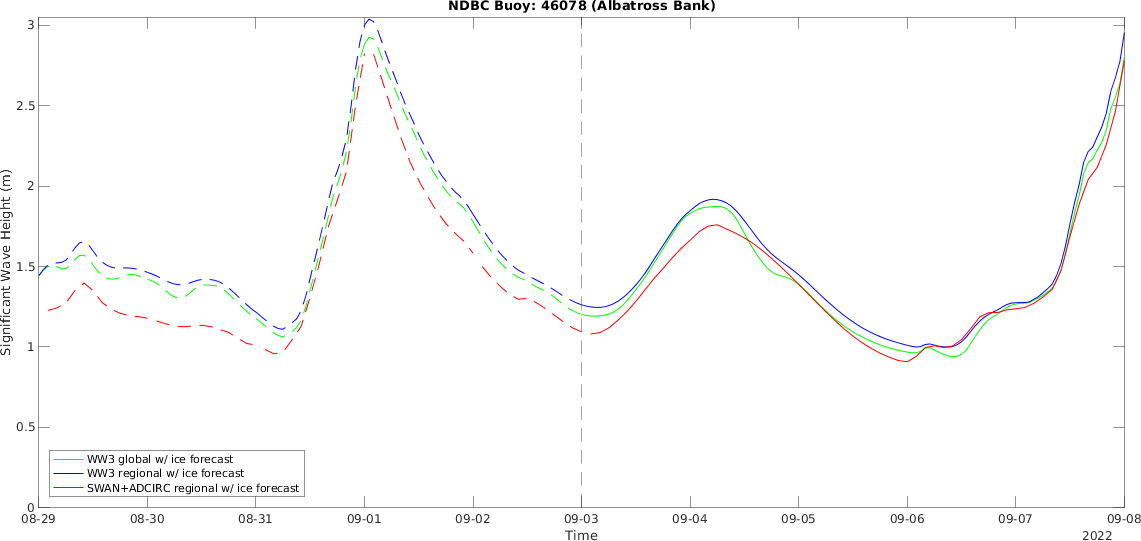 NDBC Buoy: 46078 (Albatross Bank)
3
2.5
2
1.5
1
0.5
0
Significant Wave Height (m)
WW3 global w/ ice forecast
WW3 regional w/ ice forecast
SWAN+ADCIRC regional w/ ice forecast
08-29 08-30 08-31 09-01 09-02 09-03 09-04 09-05 09-06 09-07 09-08
Time
2022